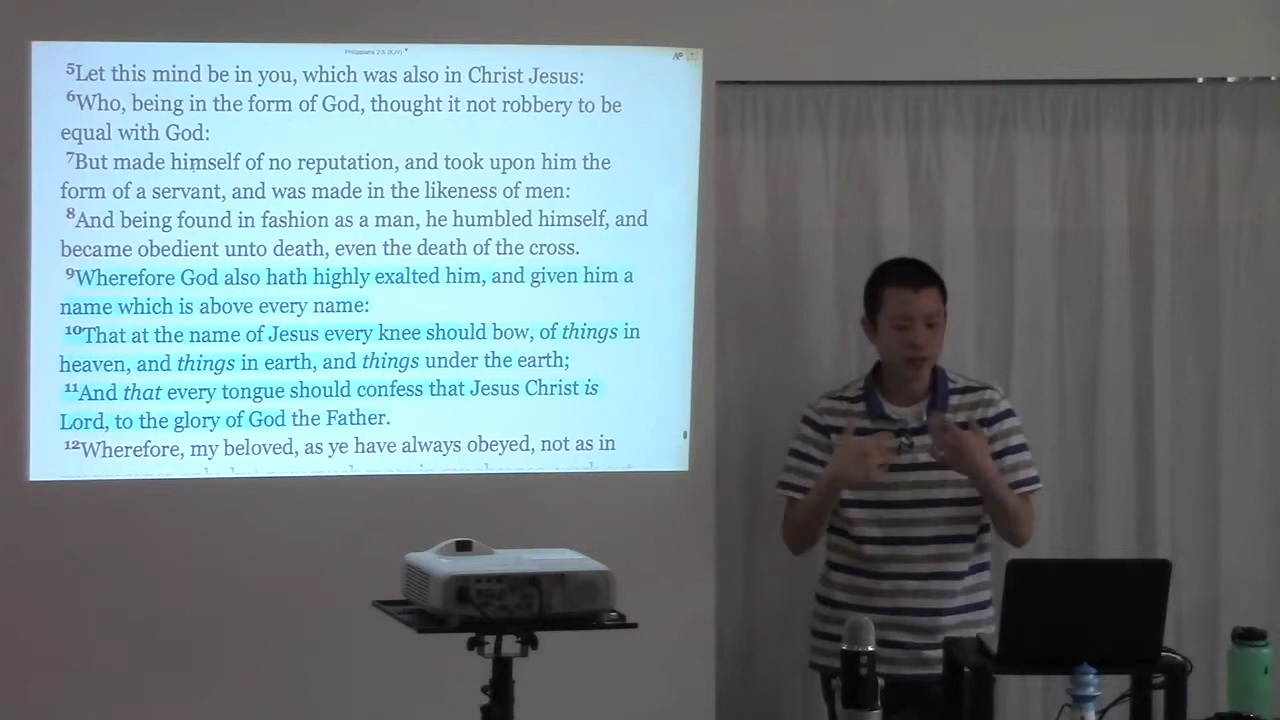 Philippians 2:5 (KJV)
5Let this mind be in you, which was also in Christ Jesus:
6Who, being in the form of God, thought it not robbery to be
equal with God:
7But made himself of no reputation, and took upon him the
form of a servant, and was made in the likeness of men:
8And being found in fashion as a man, he humbled himself, and
became obedient unto death, even the death of the cross.
9Wherefore God also hath highly exalted him, and given him a
name which is above every name:
10That at the name of Jesus every knee should bow, of things in
heaven, and things in earth, and things under the earth;
11And that every tongue should confess that Jesus Christ is
Lord, to the glory of God the Father.
12Wherefore, my beloved, as ye have always obeyed, not as in